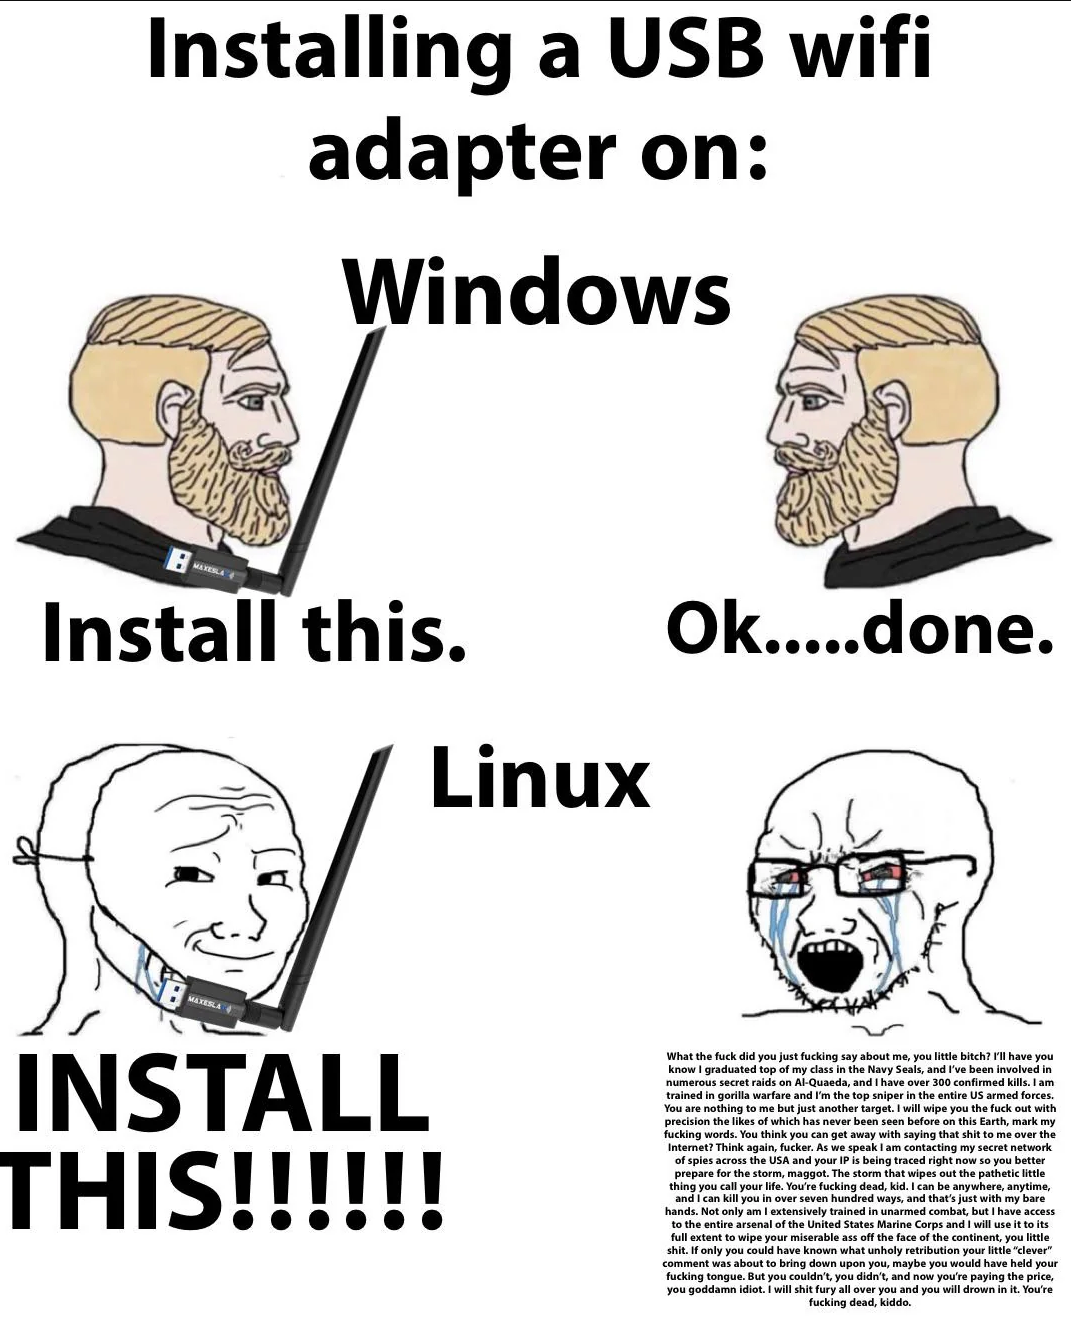 Installing a USB wifi
adapter on:
Windows
MAXESLA
Install this.
Ok.....done.
Linux
MAXESLA
INSTALL
THIS!!!!!!
What the fuck did you just fucking say about me, you little bitch? I'll have you
know I graduated top of my class in the Navy Seals, and I've been involved in
numerous secret raids on Al-Quaeda, and I have over 300 confirmed kills. I am
trained in gorilla warfare and I'm the top sniper in the entire US armed forces.
You are nothing to me but just another target. I will wipe you the fuck out with
precision the likes of which has never been seen before on this Earth, mark my
fucking words. You think you can get away with saying that shit to me over the
Internet? Think again, fucker. As we speak I am contacting my secret network
of spies across the USA and your IP is being traced right now so you better
prepare for the storm, maggot. The storm that wipes out the pathetic little
thing you call your life. You're fucking dead, kid. I can be anywhere, anytime,
and I can kill you in over seven hundred ways, and that's just with my bare
hands. Not only am I extensively trained in unarmed combat, but I have access
to the entire arsenal of the United States Marine Corps and I will use it to its
full extent to wipe your miserable ass off the face of the continent, you little
shit. If only you could have known what unholy retribution your little “clever”
comment was about to bring down upon you, maybe you would have held your
fucking tongue. But you couldn't, you didn't, and now you're paying the price,
you goddamn idiot. I will shit fury all over you and you will drown in it. You're
fucking dead, kiddo.